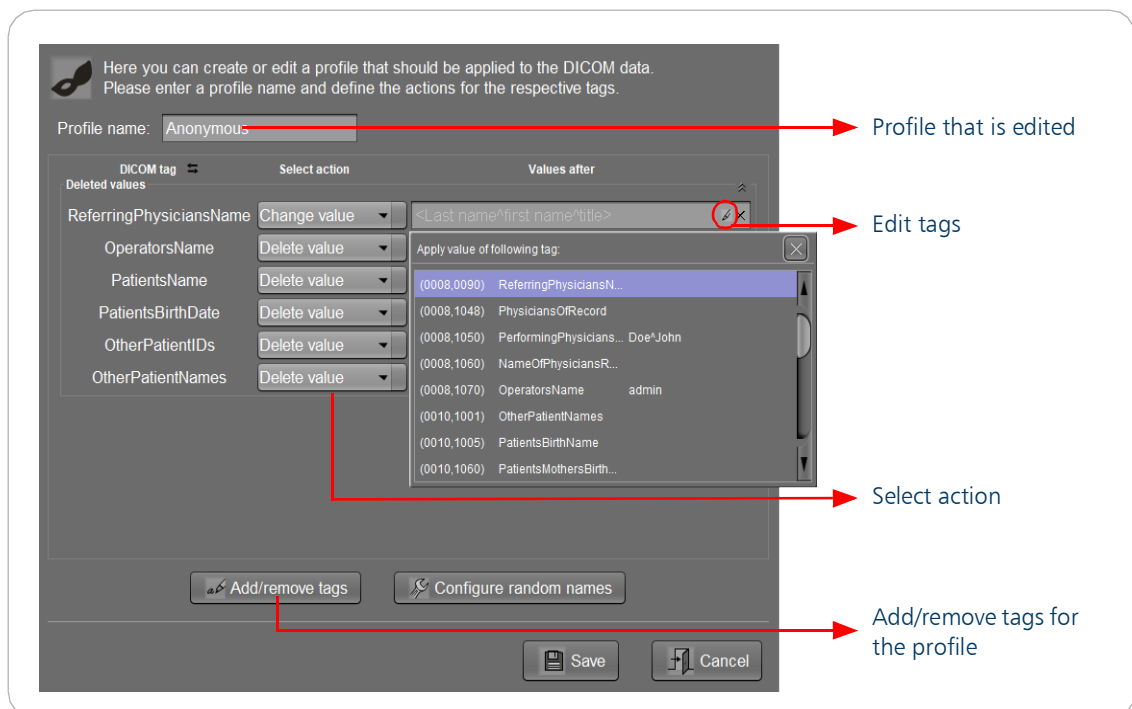 Here you can create or edit a profile that should be applied to the DICOM data.
Please enter a profile name and define the actions for the respective tags.
Profile name: Anonymous
Profile that is edited
DICOM tag Select action Values after
Deleted values
ReferringPhysiciansName Change value <Last name^first name^title>
Edit tags
OperatorsName Delete value
PatientsName Delete value
PatientsBirthDate Delete value
OtherPatientIDs Delete value
OtherPatientNames Delete value
Apply value of following tag:
(0008,0090) ReferringPhysiciansN...
(0008,1048) PhysiciansOfRecord
(0008,1050) PerformingPhysicians... Doe^John
(0008,1060) NameOfPhysiciansR...
(0008,1070) OperatorsName admin
(0010,1001) OtherPatientNames
(0010,1005) PatientsBirthName
(0010,1060) PatientsMothersBirth...
Select action
Add/remove tags Configure random names
Add/remove tags for
the profile
Save Cancel